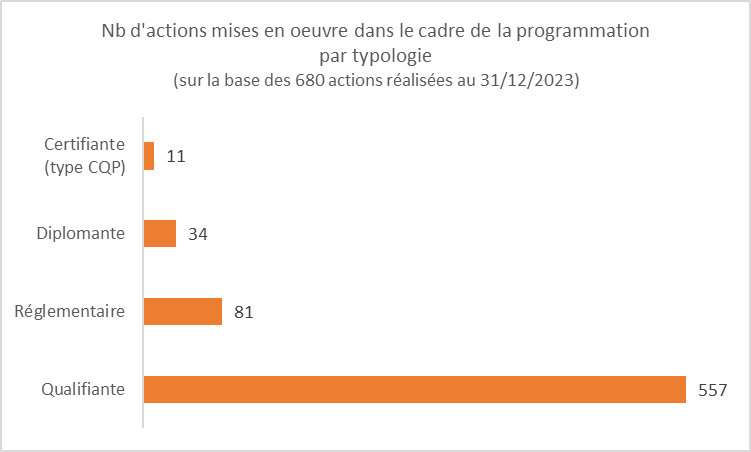 Nb d'actions mises en oeuvre dans le cadre de la programmation
par typologie
(sur la base des 680 actions réalisées au 31/12/2023)
Certifiante
(type CQP)
11
Diplomante
34
Réglementaire
81
Qualifiante
557